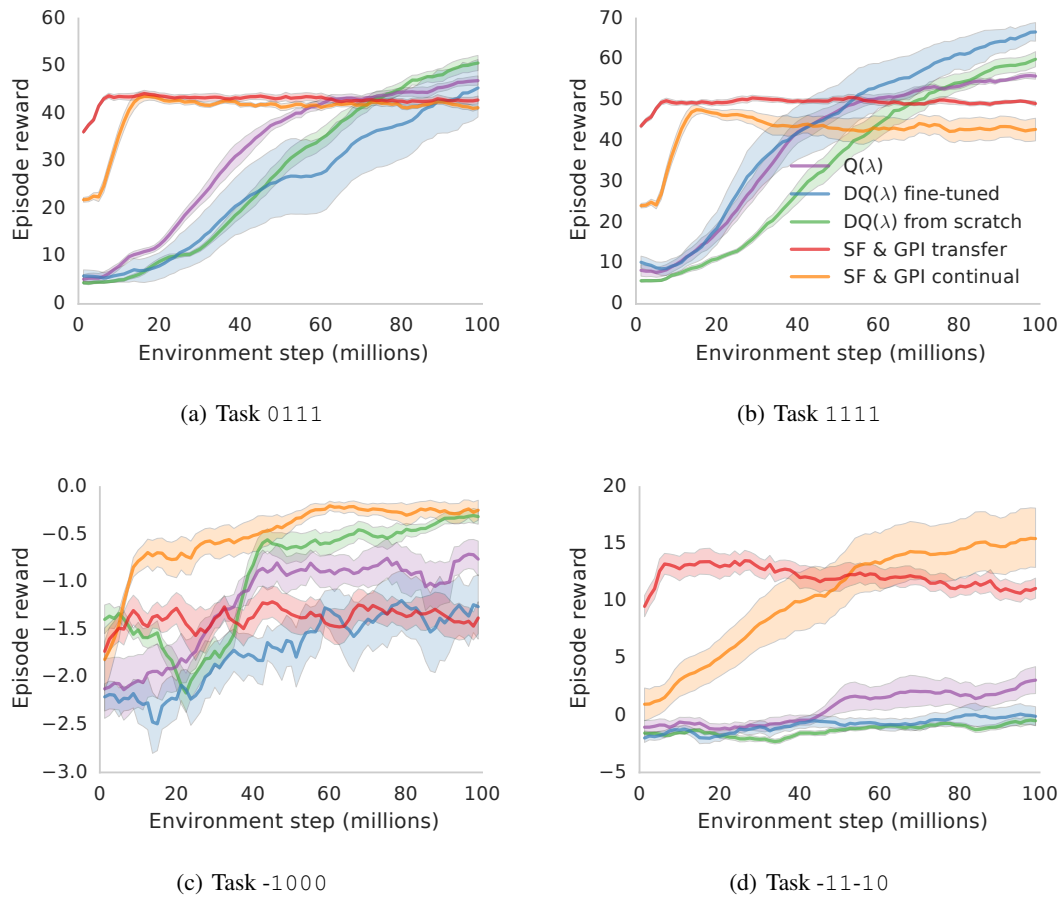 60
50
40
30
20
10
0
Episode reward
0 20 40 60 80 100
Environment step (millions)
(a) Task 0111
70
60
50
40
30
20
10
0
Episode reward
Q(λ)
DQ(λ) fine-tuned
DQ(λ) from scratch
SF & GPI transfer
SF & GPI continual
0 20 40 60 80 100
Environment step (millions)
(b) Task 1111
0.0
−0.5
−1.0
−1.5
−2.0
−2.5
−3.0
Episode reward
0 20 40 60 80 100
Environment step (millions)
(c) Task -1000
20
15
10
5
0
−5
Episode reward
0 20 40 60 80 100
Environment step (millions)
(d) Task -11-10